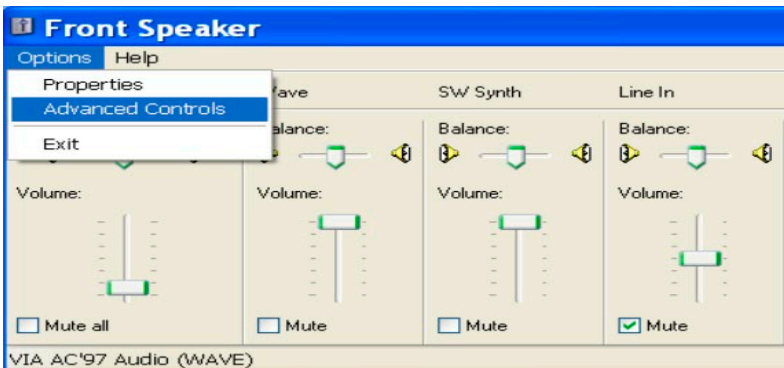 Front Speaker
Options Help
Properties
Advanced Controls
Exit
ave SW Synth Line In
alance: Balance: Balance:
Volume: Volume: Volume: Volume:
Mute all Mute Mute Mute
VIA AC'97 Audio (WAVE)